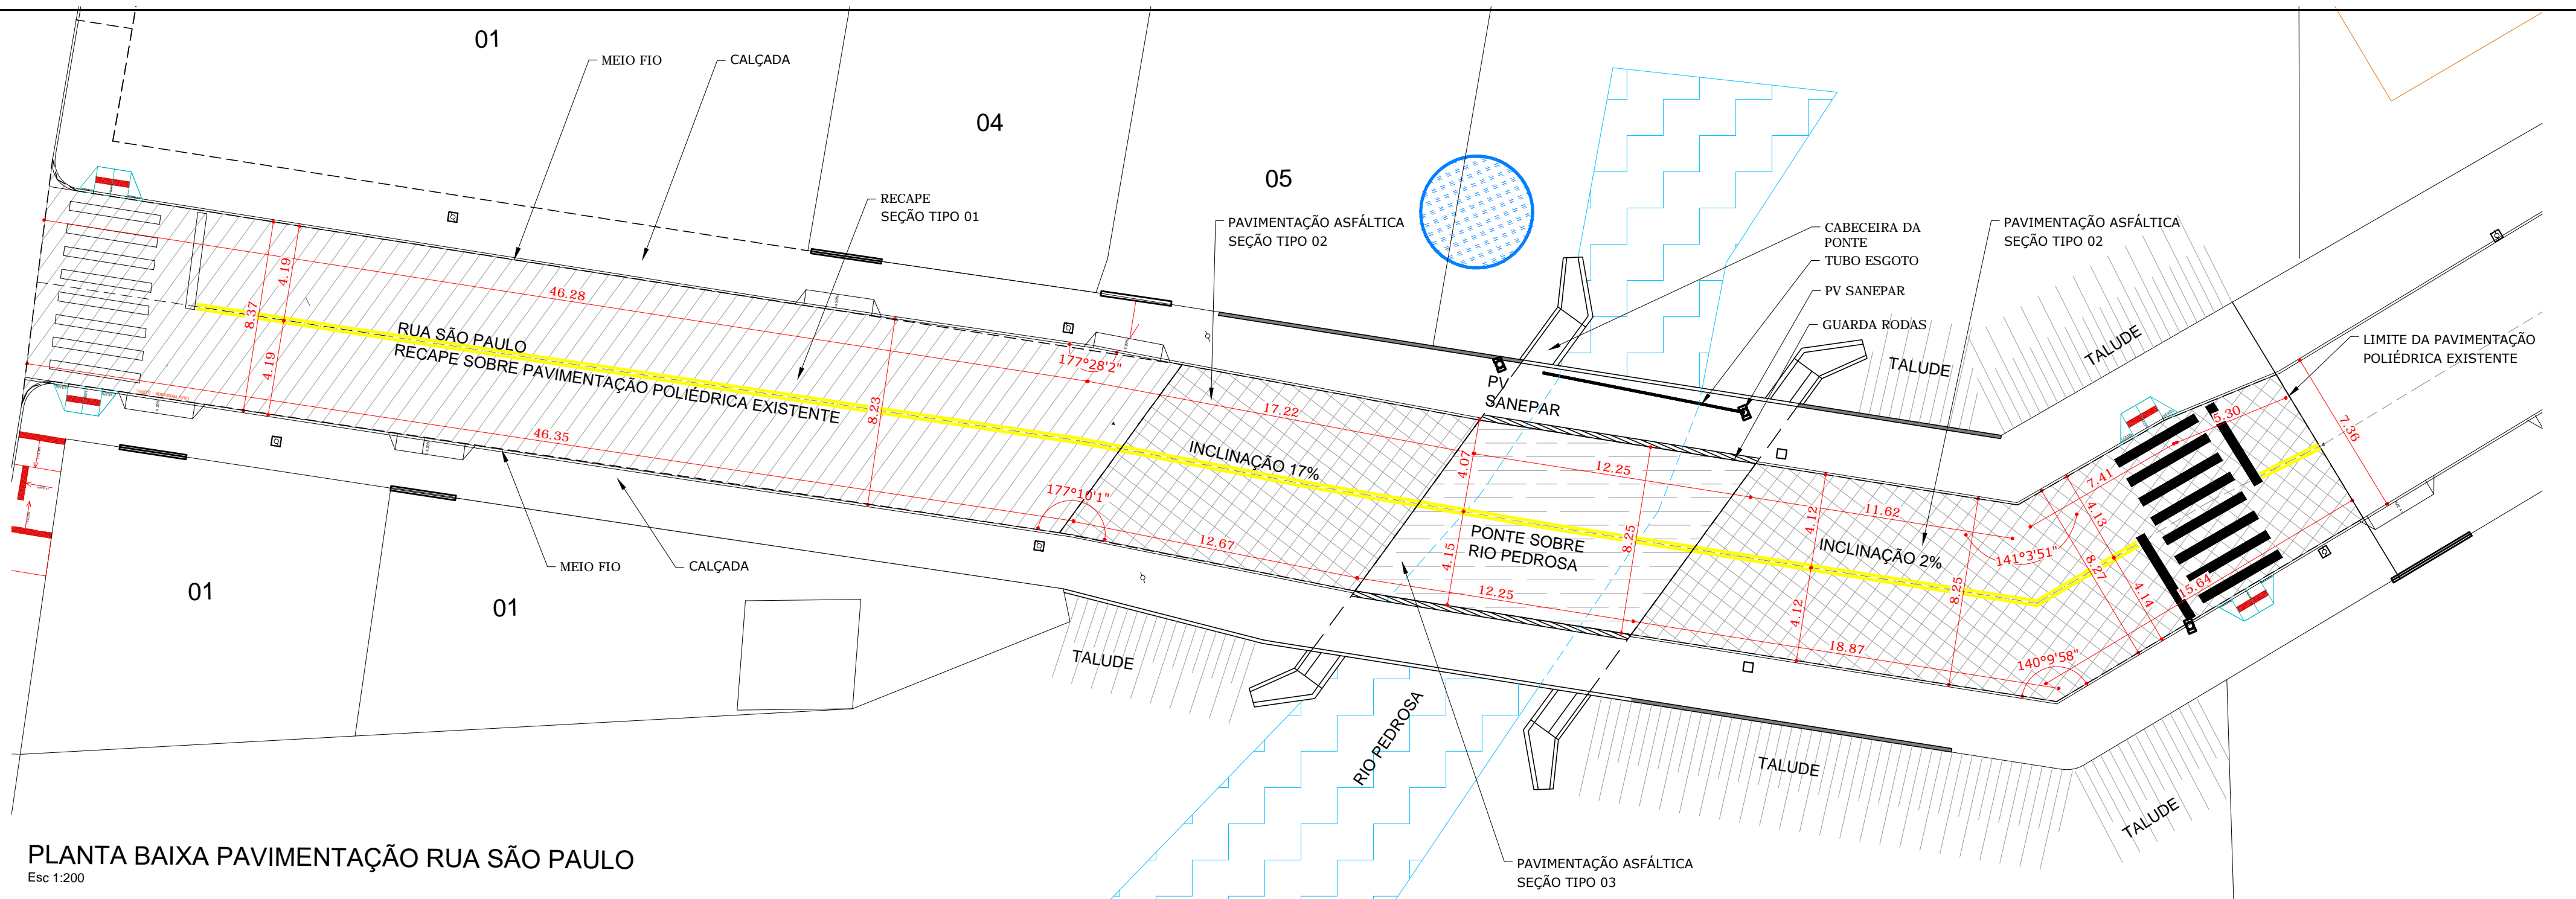 01
MEIO FIO
CALÇADA
04
05
RECAPE
SEÇÃO TIPO 01
PAVIMENTAÇÃO ASFÁLTICA
SEÇÃO TIPO 02
CABECEIRA DA
PONTE
TUBO ESGOTO
PV SANEPAR
GUARDA RODAS
PAVIMENTAÇÃO ASFÁLTICA
SEÇÃO TIPO 02
TALUDE
TALUDE
LIMITE DA PAVIMENTAÇÃO
POLIÉDRICA EXISTENTE
4.19
8.37
4.19
46.28
RUA SÃO PAULO
RECAPE SOBRE PAVIMENTAÇÃO POLIÉDRICA EXISTENTE
46.35
8.23
177°28'2"
177°10'1"
17.22
INCLINAÇÃO 17%
12.67
PV
SANEPAR
4.07
4.15
12.25
8.25
PONTE SOBRE
RIO PEDROSA
12.25
4.12
4.12
11.62
INCLINAÇÃO 2%
8.25
18.87
141°3'51"
140°9'58"
7.41
5.30
7.36
4.13
8.27
4.14
15.64
MEIO FIO
CALÇADA
01
01
TALUDE
RIO PEDROSA
TALUDE
TALUDE
PLANTA BAIXA PAVIMENTAÇÃO RUA SÃO PAULO
Esc 1:200
PAVIMENTAÇÃO ASFÁLTICA
SEÇÃO TIPO 03